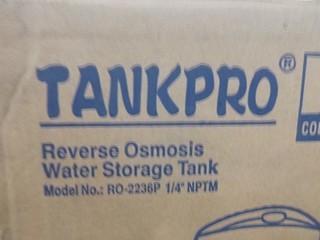 TANKPRO®
Reverse Osmosis
Water Storage Tank
Model No.: RO-2236P 1/4" NPTM